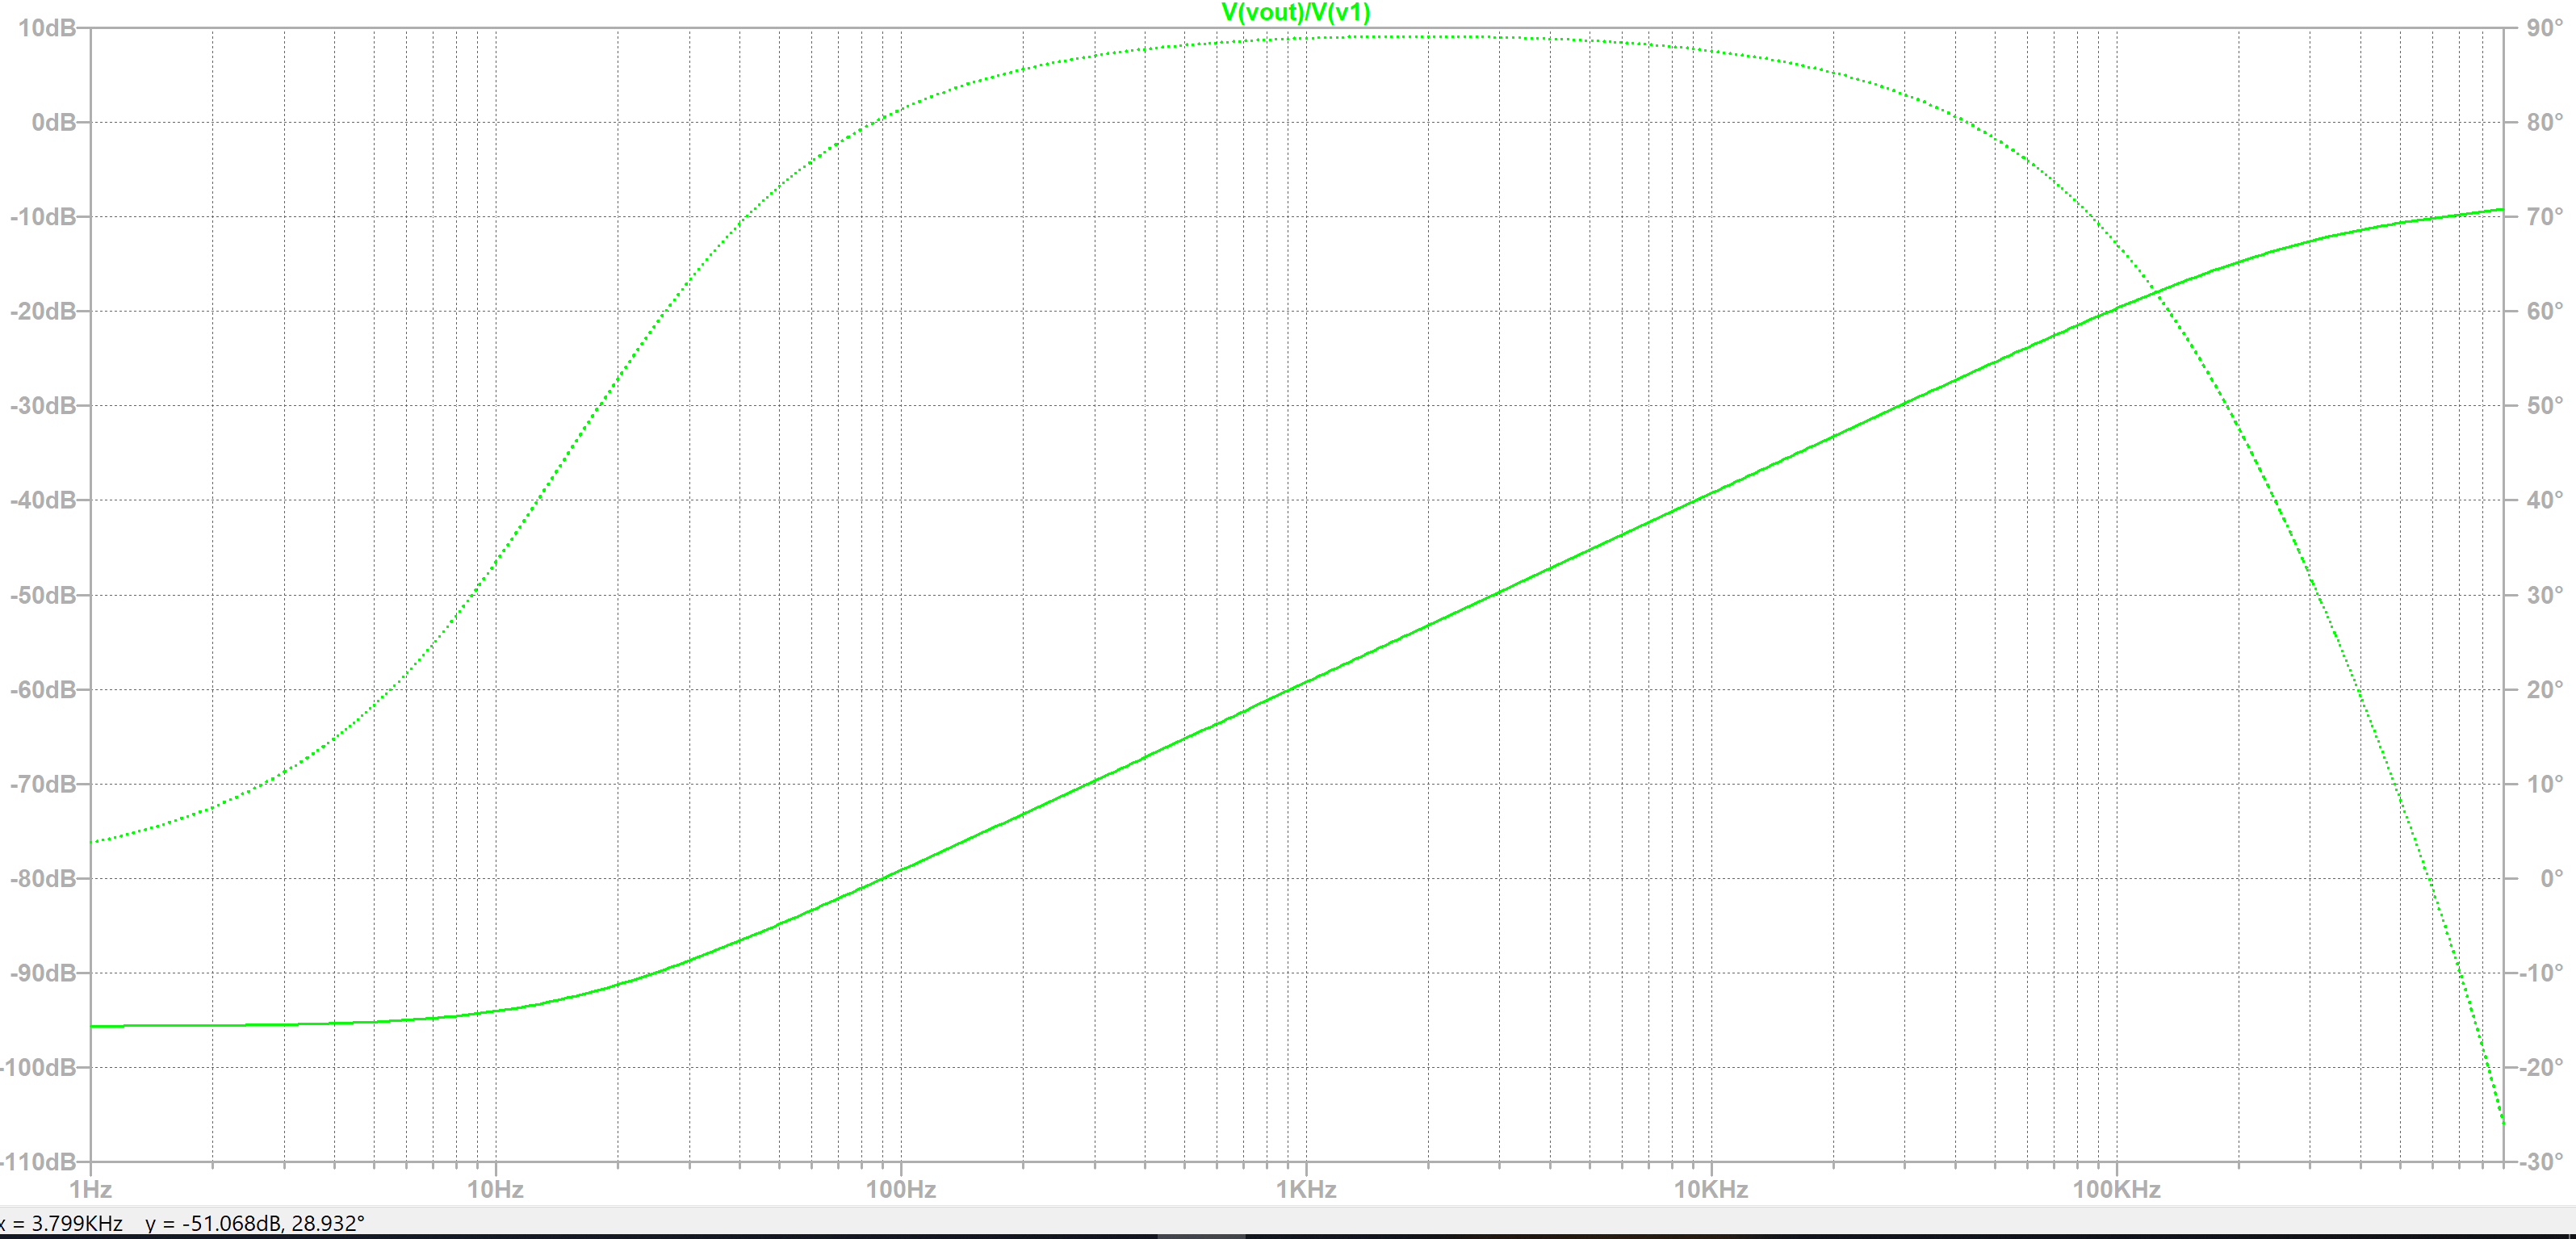 V(vout)/V(v1)
10dB
0dB
-10dB
-20dB
-30dB
-40dB
-50dB
-60dB
-70dB
-80dB
-90dB
-100dB
-110dB
90°
80°
70°
60°
50°
40°
30°
20°
10°
0°
-10°
-20°
-30°
1Hz 10Hz 100Hz 1KHz 10KHz 100KHz
x = 3.799KHz y = -51.068dB, 28.932°